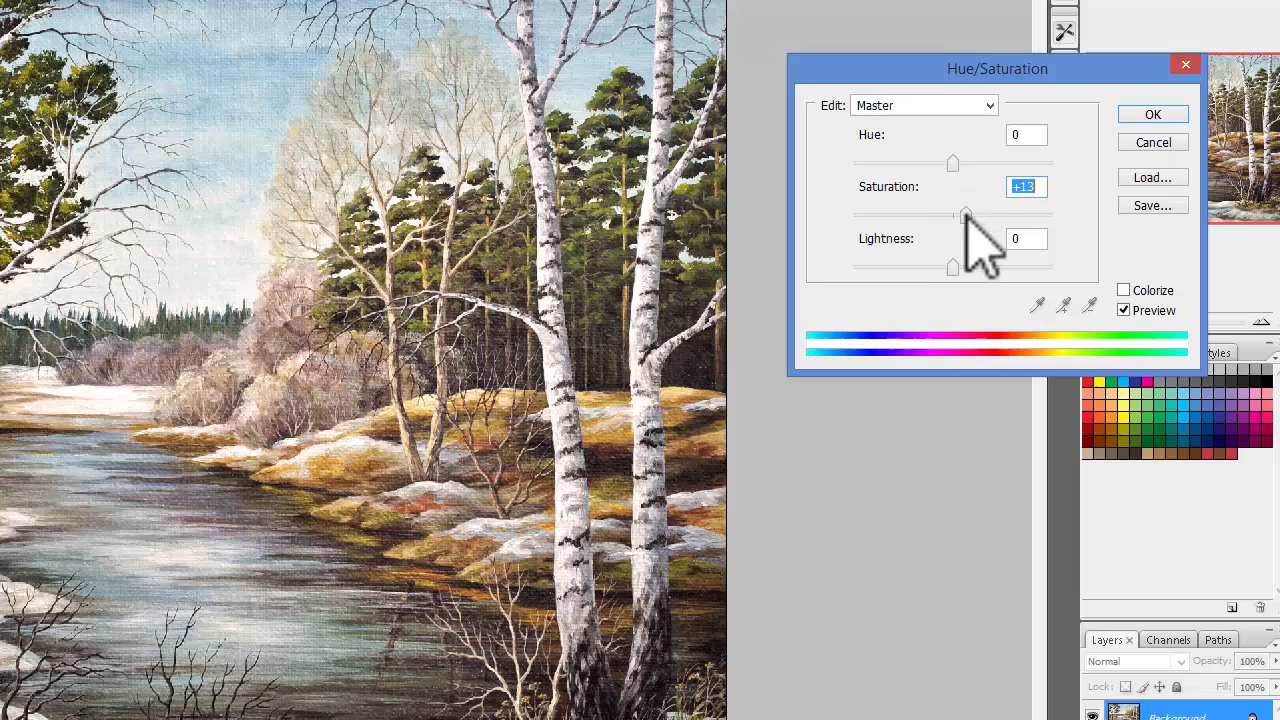 Hue/Saturation
Edit: Master
OK
Hue: 0
Cancel
Load...
Saturation: +13
Save...
Lightness: 0
Colorize
Preview
Styles
Layers × Channels Paths
Normal Opacity: 100%
Lock: Fill: 100%
Background